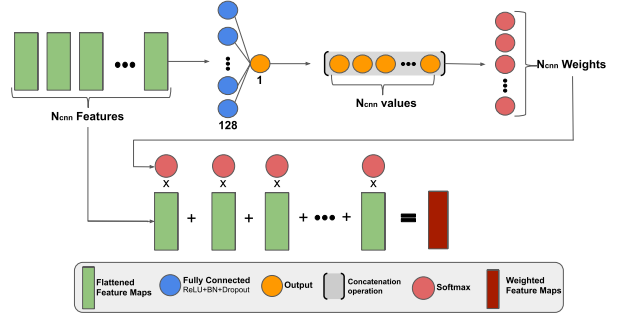 128
1
Ncnn Features
Ncnn values
Ncnn Weights
x x x x
+ + + + =
Flattened
Feature Maps
Fully Connected
ReLU+BN+Dropout
Output
Concatenation
operation
Softmax
Weighted
Feature Maps